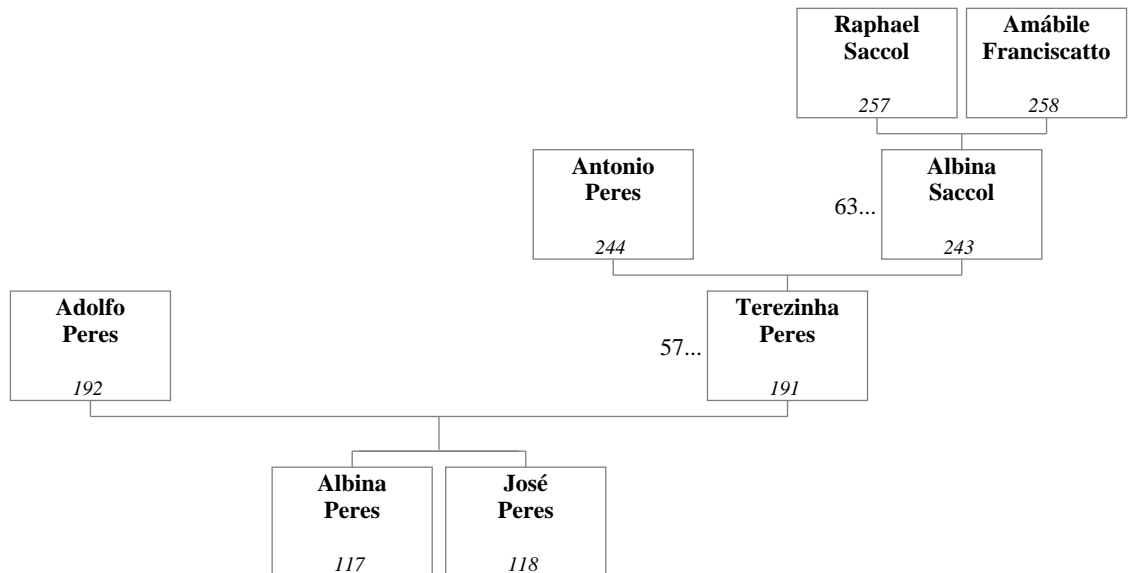 Raphael
Saccol
257
Amábile
Franciscatto
258
Antonio
Peres
244
63...
Albina
Saccol
243
Adolfo
Peres
192
57...
Terezinha
Peres
191
Albina
Peres
117
José
Peres
118